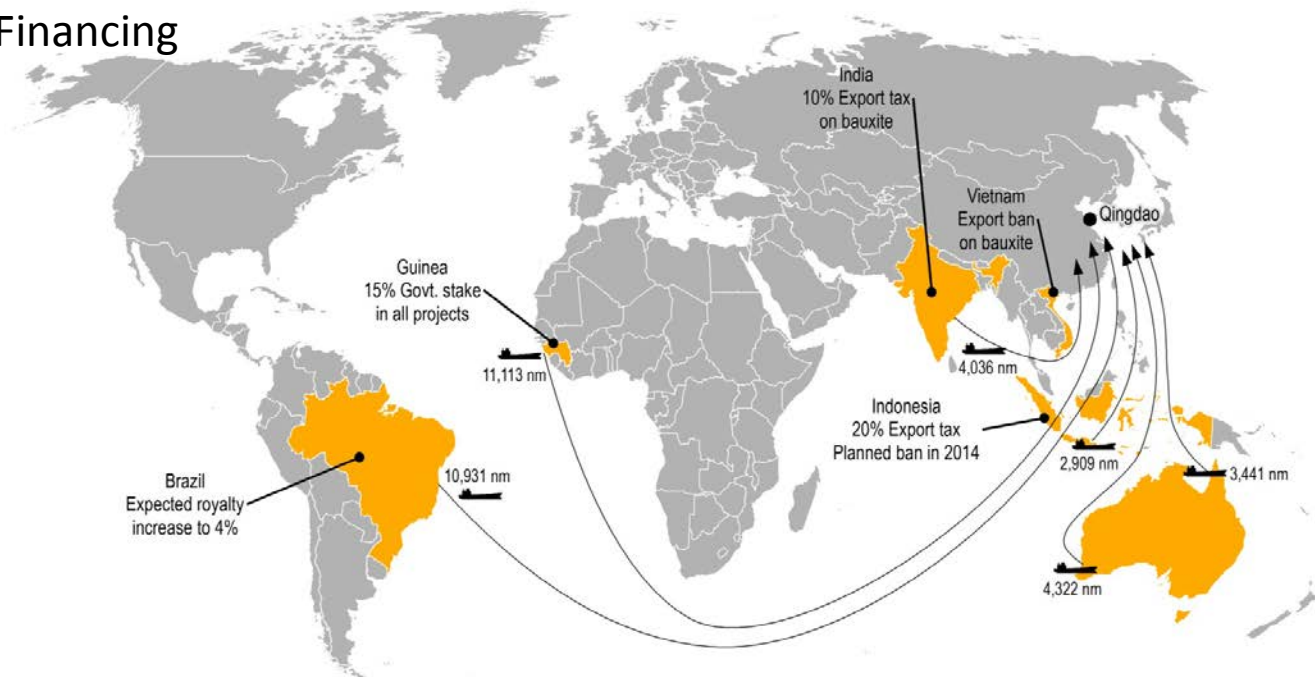 Financing
India
10% Export tax
on bauxite
Vietnam
Export ban
on bauxite
Qingdao
Guinea
15% Govt. stake
in all projects
11,113 nm
4,036 nm
Indonesia
20% Export tax
Planned ban in 2014
2,909 nm
3,441 nm
Brazil
Expected royalty
increase to 4%
10,931 nm
4,322 nm